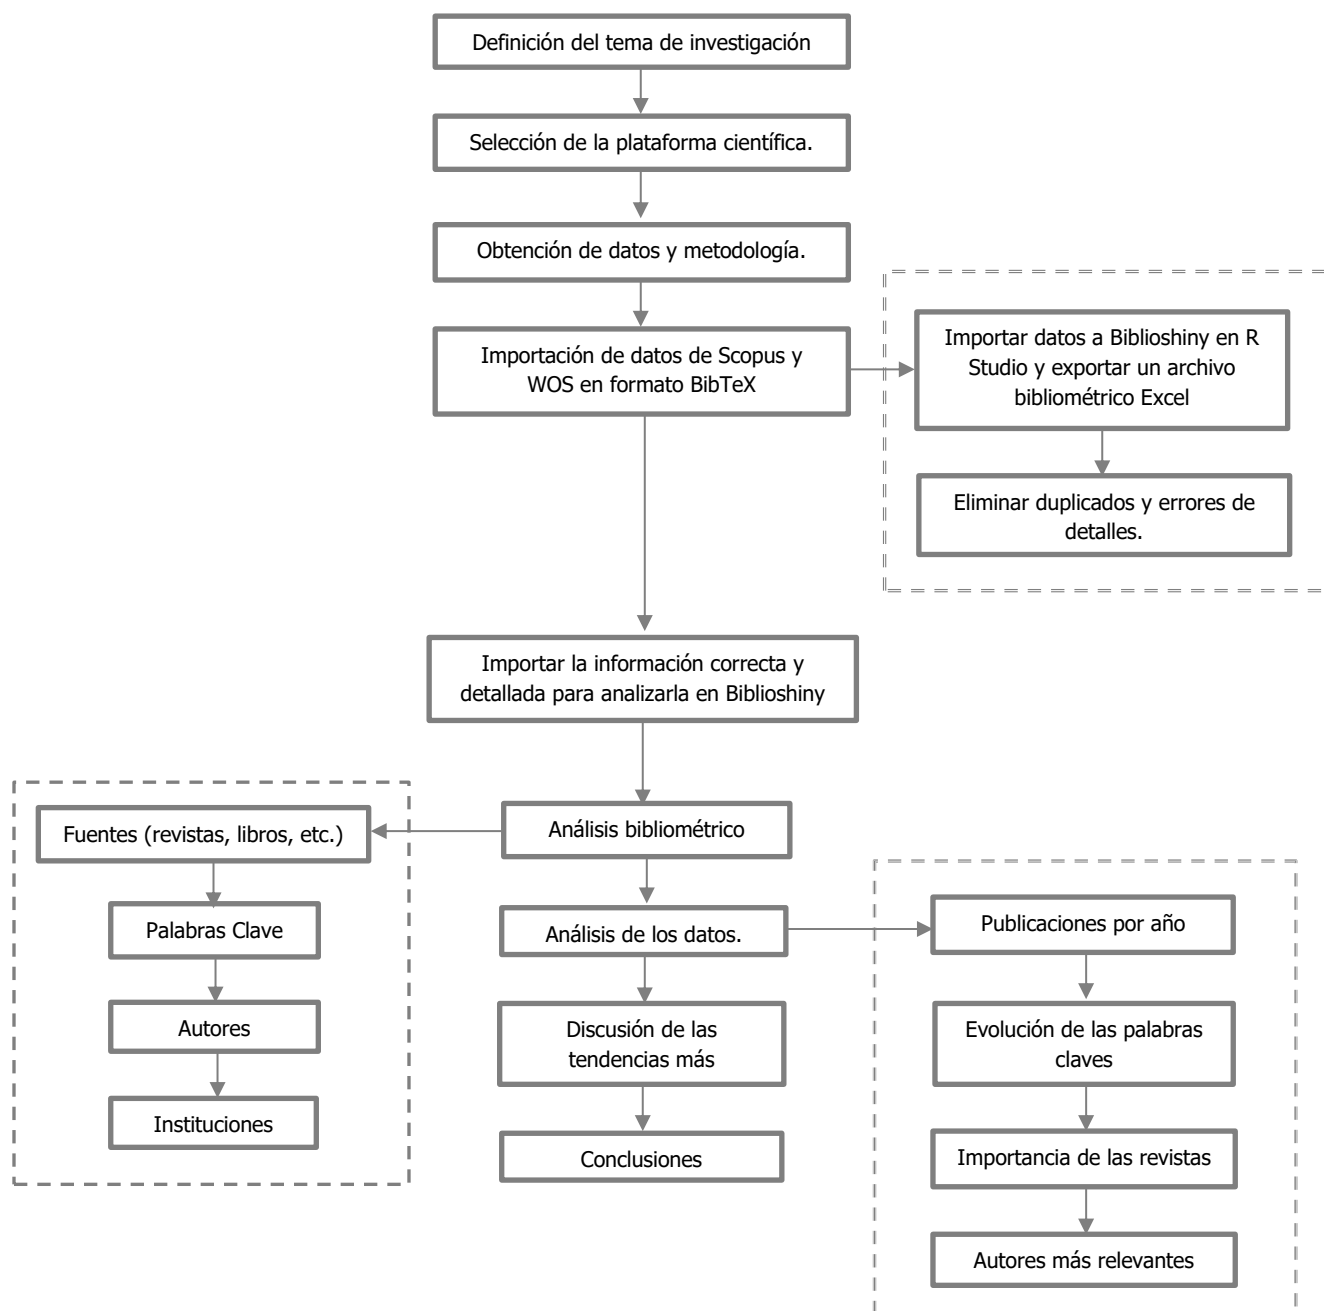 Definición del tema de investigación
Selección de la plataforma científica.
Obtención de datos y metodología.
Importación de datos de Scopus y
WOS en formato BibTeX
Importar datos a Biblioshiny en R
Studio y exportar un archivo
bibliométrico Excel
Eliminar duplicados y errores de
detalles.
Importar la información correcta y
detallada para analizarla en Biblioshiny
Análisis bibliométrico
Fuentes (revistas, libros, etc.)
Palabras Clave
Autores
Instituciones
Análisis de los datos.
Publicaciones por año
Evolución de las palabras
claves
Importancia de las revistas
Autores más relevantes
Discusión de las
tendencias más
Conclusiones